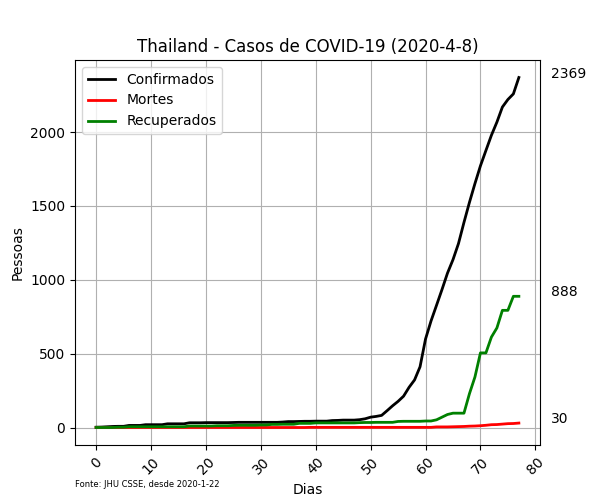 Thailand - Casos de COVID-19 (2020-4-8)
Confirmados
Mortes
Recuperados
2369
888
30
Pessoas
2000
1500
1000
500
0
0
10
20
30
40
50
60
70
80
Dias
Fonte: JHU CSSE, desde 2020-1-22